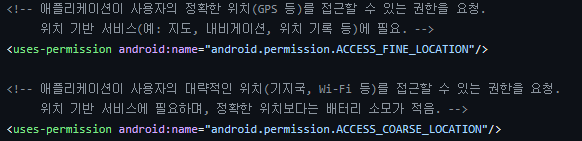 <!-- 애플리케이션이 사용자의 정확한 위치(GPS 등)를 접근할 수 있는 권한을 요청.
위치 기반 서비스(예: 지도, 내비게이션, 위치 기록 등)에 필요. -->
<uses-permission android:name="android.permission.ACCESS_FINE_LOCATION"/>
<!-- 애플리케이션이 사용자의 대략적인 위치(기지국, Wi-Fi 등)를 접근할 수 있는 권한을 요청.
위치 기반 서비스에 필요하며, 정확한 위치보다는 배터리 소모가 적음. -->
<uses-permission android:name="android.permission.ACCESS_COARSE_LOCATION"/>